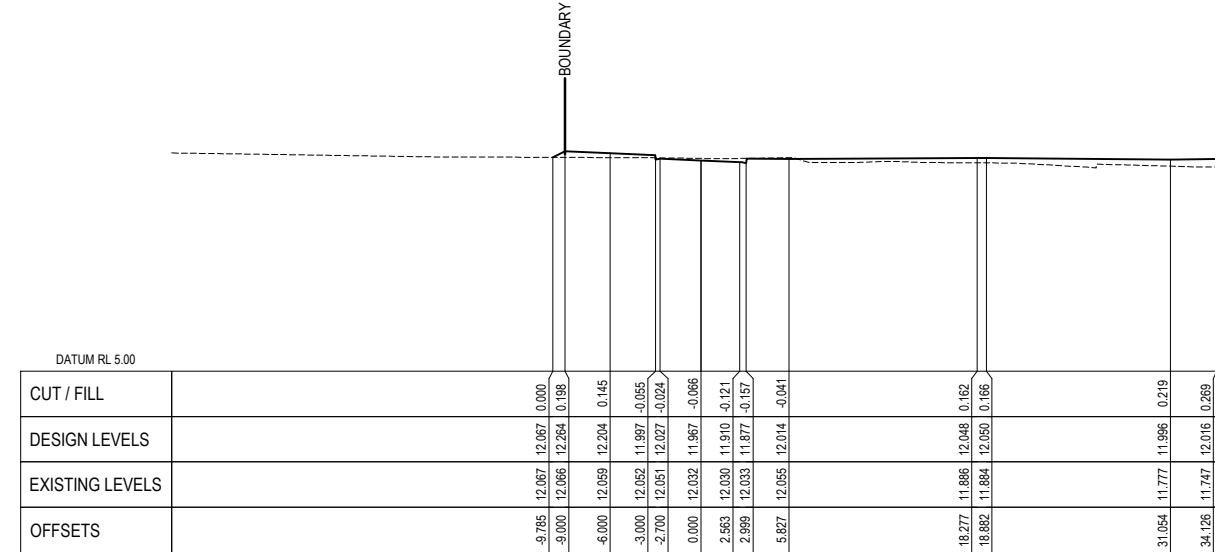 BOUNDARY
DATUM RL 5.00
CUT / FILL 0.000 0.198 0.145 -0.055 -0.024 -0.066 -0.121 -0.157 -0.041 0.162 0.166 0.219 0.269
DESIGN LEVELS 12.067 12.264 12.204 11.997 12.027 11.967 11.910 11.877 12.014 12.048 12.050 11.996 12.016
EXISTING LEVELS 12.067 12.066 12.059 12.052 12.051 12.032 12.030 12.033 12.055 11.886 11.884 11.777 11.747
OFFSETS -9.785 -9.000 -6.000 -3.000 -2.700 0.000 2.563 2.999 5.827 18.277 18.882 31.054 34.126